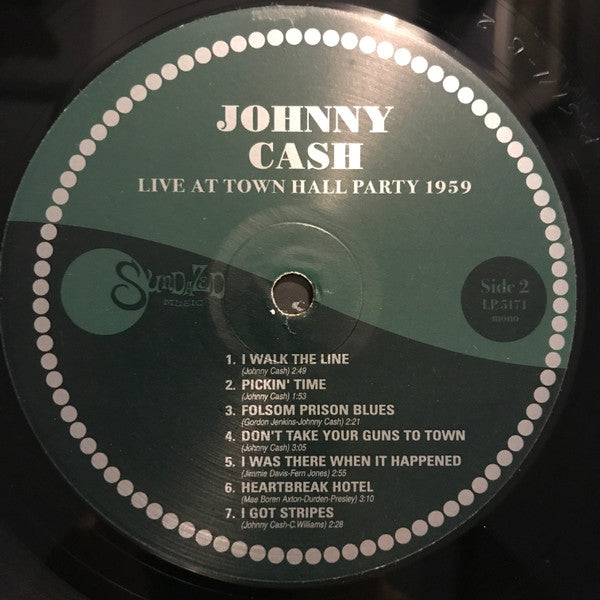 JOHNNY
CASH
LIVE AT TOWN HALL PARTY 1959
SUNDAZED
MUSIC
Side 2
LP 5171
mono
1. I WALK THE LINE
(Johnny Cash) 2:49
2. PICKIN' TIME
(Johnny Cash) 1:53
3. FOLSOM PRISON BLUES
(Gordon Jenkins-Johnny Cash) 2:21
4. DON'T TAKE YOUR GUNS TO TOWN
(Johnny Cash) 3:05
5. I WAS THERE WHEN IT HAPPENED
(Jimmie Davis-Fern Jones) 2:55
6. HEARTBREAK HOTEL
(Mae Boren Axton-Durden-Presley) 3:10
7. I GOT STRIPES
(Johnny Cash-C.Williams) 2:28